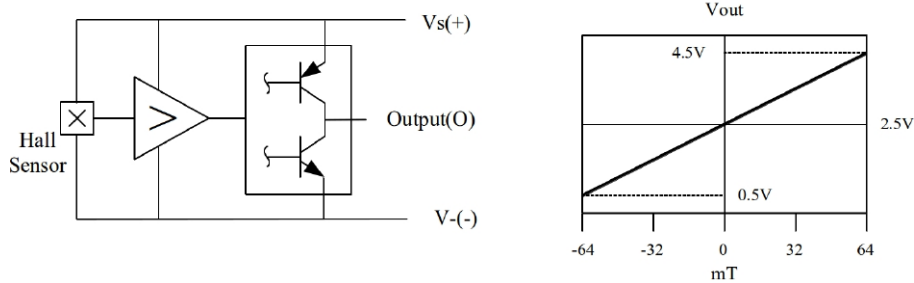 Vs(+)
Hall
Sensor
Output(O)
V-(-)
Vout
4.5V
2.5V
0.5V
-64 -32 0 32 64
mT